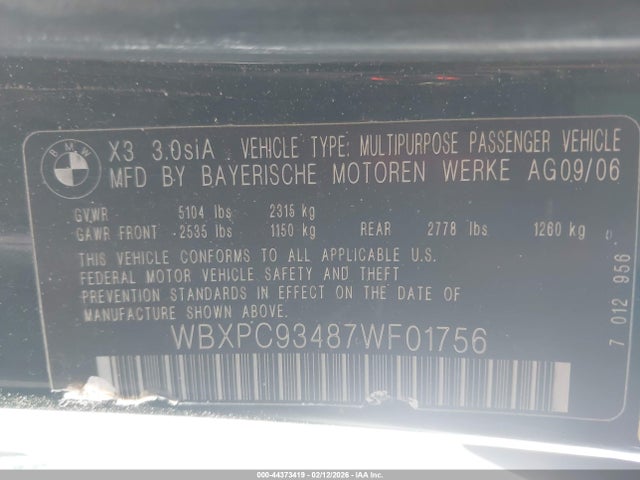 BMW
X3 3.0siA VEHICLE TYPE: MULTIPURPOSE PASSENGER VEHICLE
MFD BY BAYERISCHE MOTOREN WERKE AG09/06
GVWR 5104 lbs 2315 kg
GAWR FRONT 2535 lbs 1150 kg REAR 2778 lbs 1260 kg
THIS VEHICLE CONFORMS TO ALL APPLICABLE U.S.
FEDERAL MOTOR VEHICLE SAFETY AND THEFT
PREVENTION STANDARDS IN EFFECT ON THE DATE OF
MANUFACTURE SHOWN ABOVE.
WBXPC93487WF01756
7 012 956
000-44373419 - 02/12/2026 - IAA Inc.